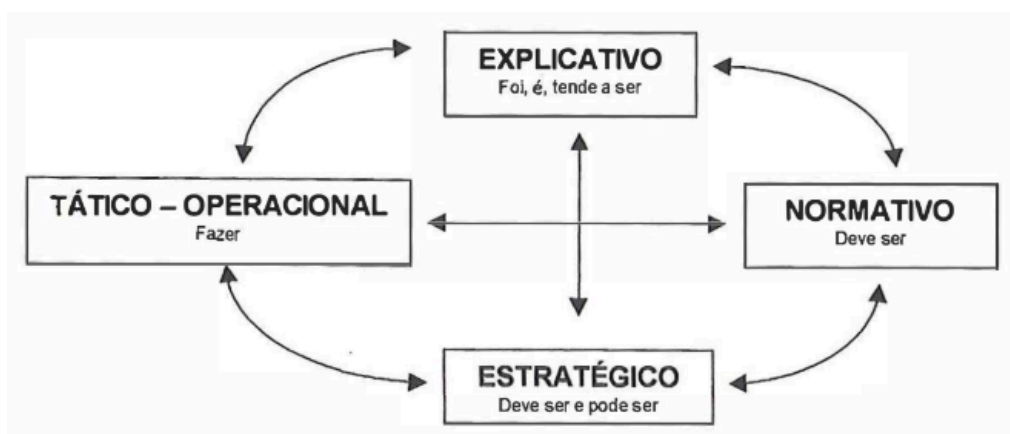 EXPLICATIVO
Foi, é, tende a ser
TÁTICO – OPERACIONAL
Fazer
NORMATIVO
Deve ser
ESTRATÉGICO
Deve ser e pode ser